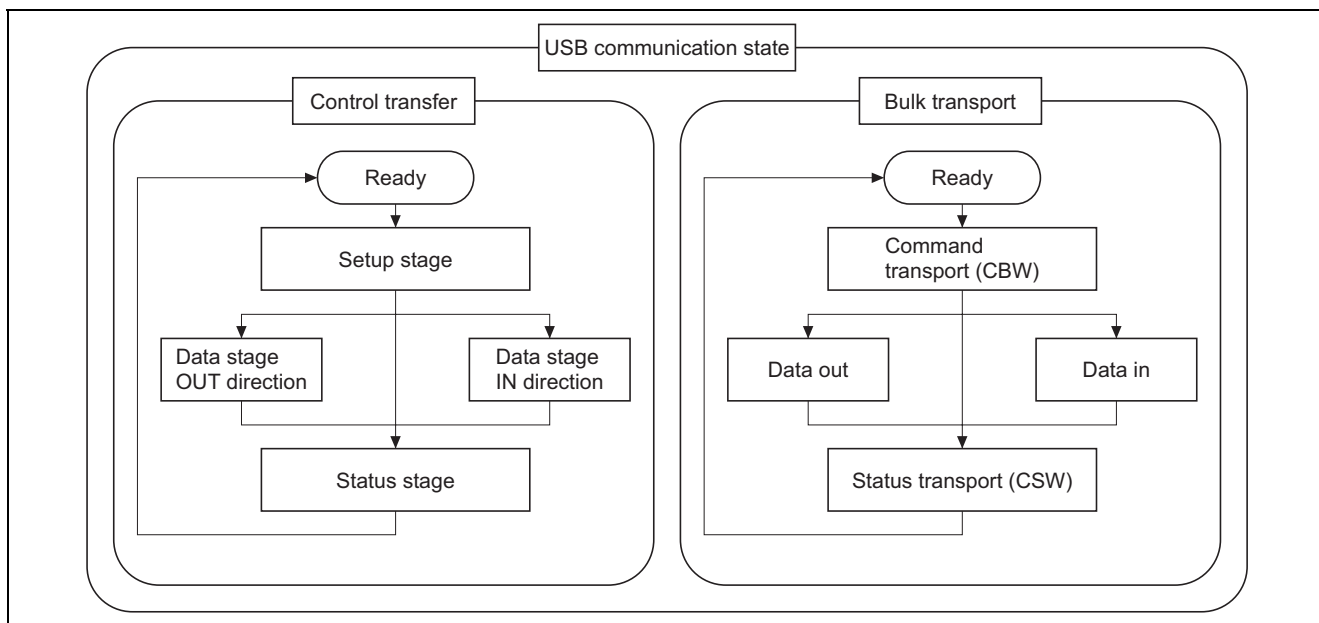 USB communication state
Control transfer
Ready
Setup stage
Data stage
OUT direction
Data stage
IN direction
Status stage
Bulk transport
Ready
Command
transport (CBW)
Data out
Data in
Status transport (CSW)